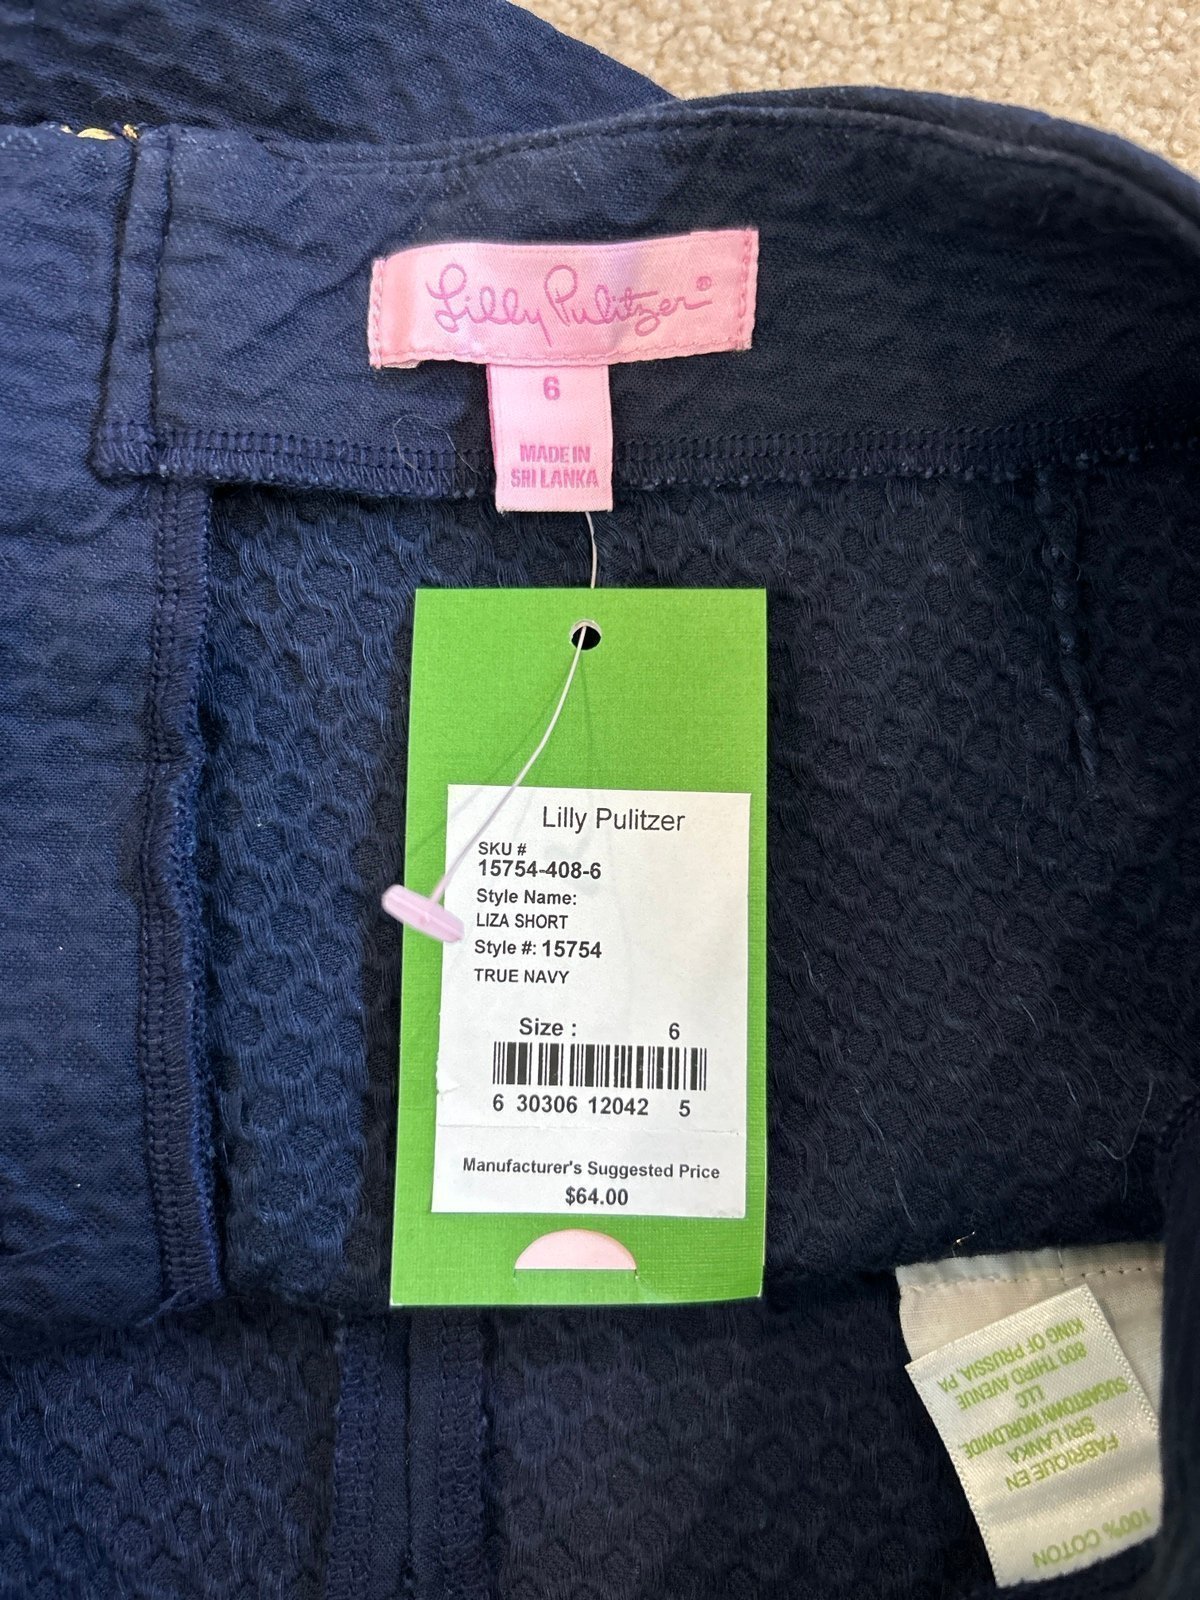 Lilly Pulitzer®
6
MADE IN
SRI LANKA
Lilly Pulitzer
SKU #
15754-408-6
Style Name:
LIZA SHORT
Style #: 15754
TRUE NAVY
Size : 6
6 30306 12042 5
Manufacturer's Suggested Price
$64.00
100% COTON
FABRIQUE EN
SRI LANKA
SUGARTOWN WORLDWIDE,
LLC
800 THIRD AVENUE
KING OF PRUSSIA, PA